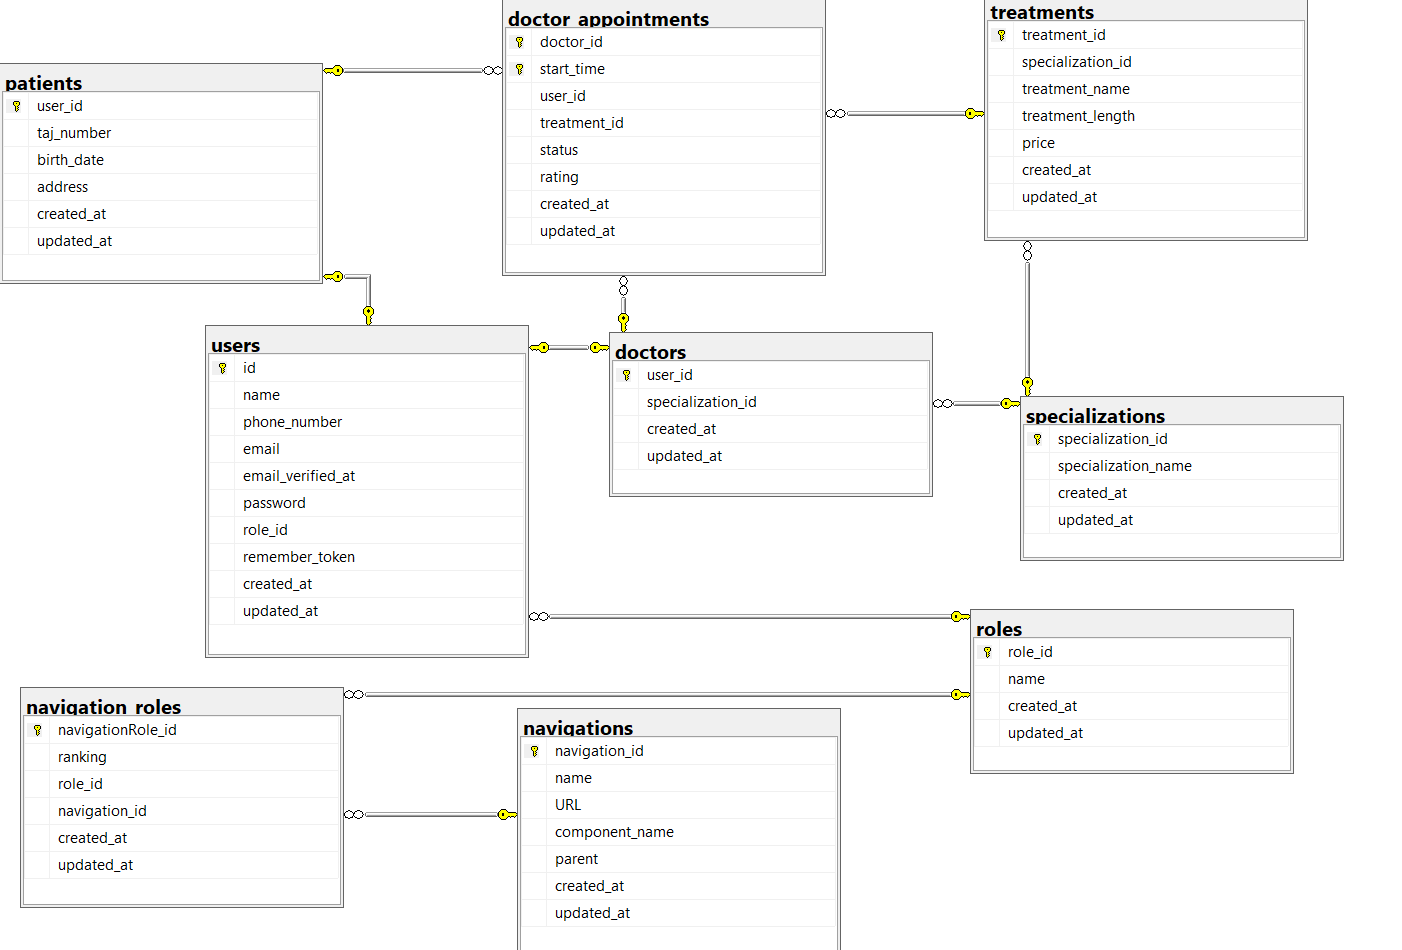 doctor_appointments
doctor_id
start_time
user_id
treatment_id
status
rating
created_at
updated_at
treatments
treatment_id
specialization_id
treatment_name
treatment_length
price
created_at
updated_at
patients
user_id
taj_number
birth_date
address
created_at
updated_at
users
id
name
phone_number
email
email_verified_at
password
role_id
remember_token
created_at
updated_at
doctors
user_id
specialization_id
created_at
updated_at
specializations
specialization_id
specialization_name
created_at
updated_at
roles
role_id
name
created_at
updated_at
navigation_roles
navigationRole_id
ranking
role_id
navigation_id
created_at
updated_at
navigations
navigation_id
name
URL
component_name
parent
created_at
updated_at